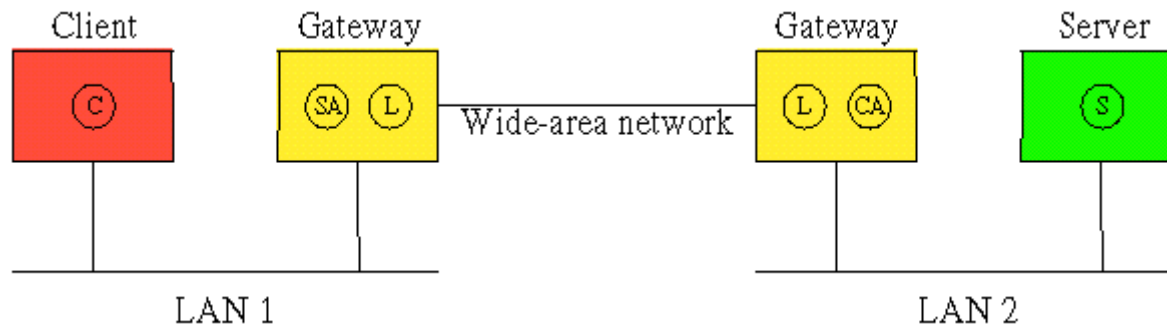 Client Gateway Gateway Server
C SA L L CA S
Wide-area network
LAN 1 LAN 2